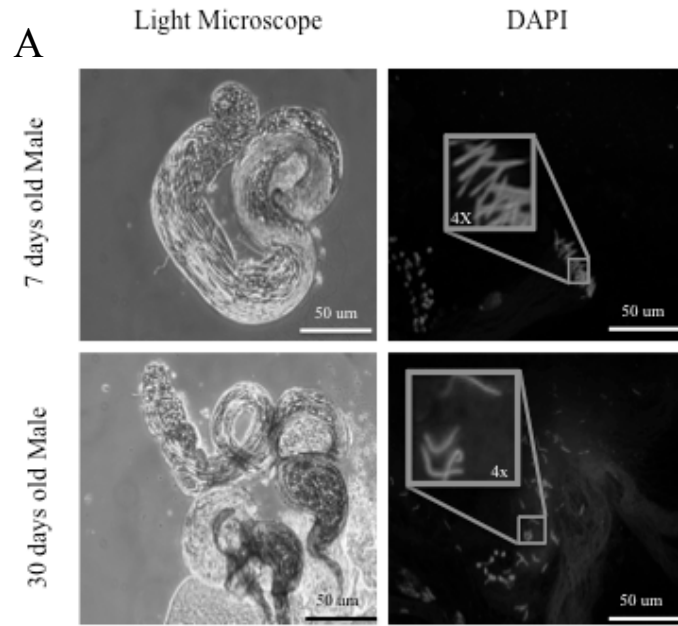 Light Microscope DAPI
A
7 days old Male
4X
50 um
50 um
30 days old Male
4x
50 um
50 um